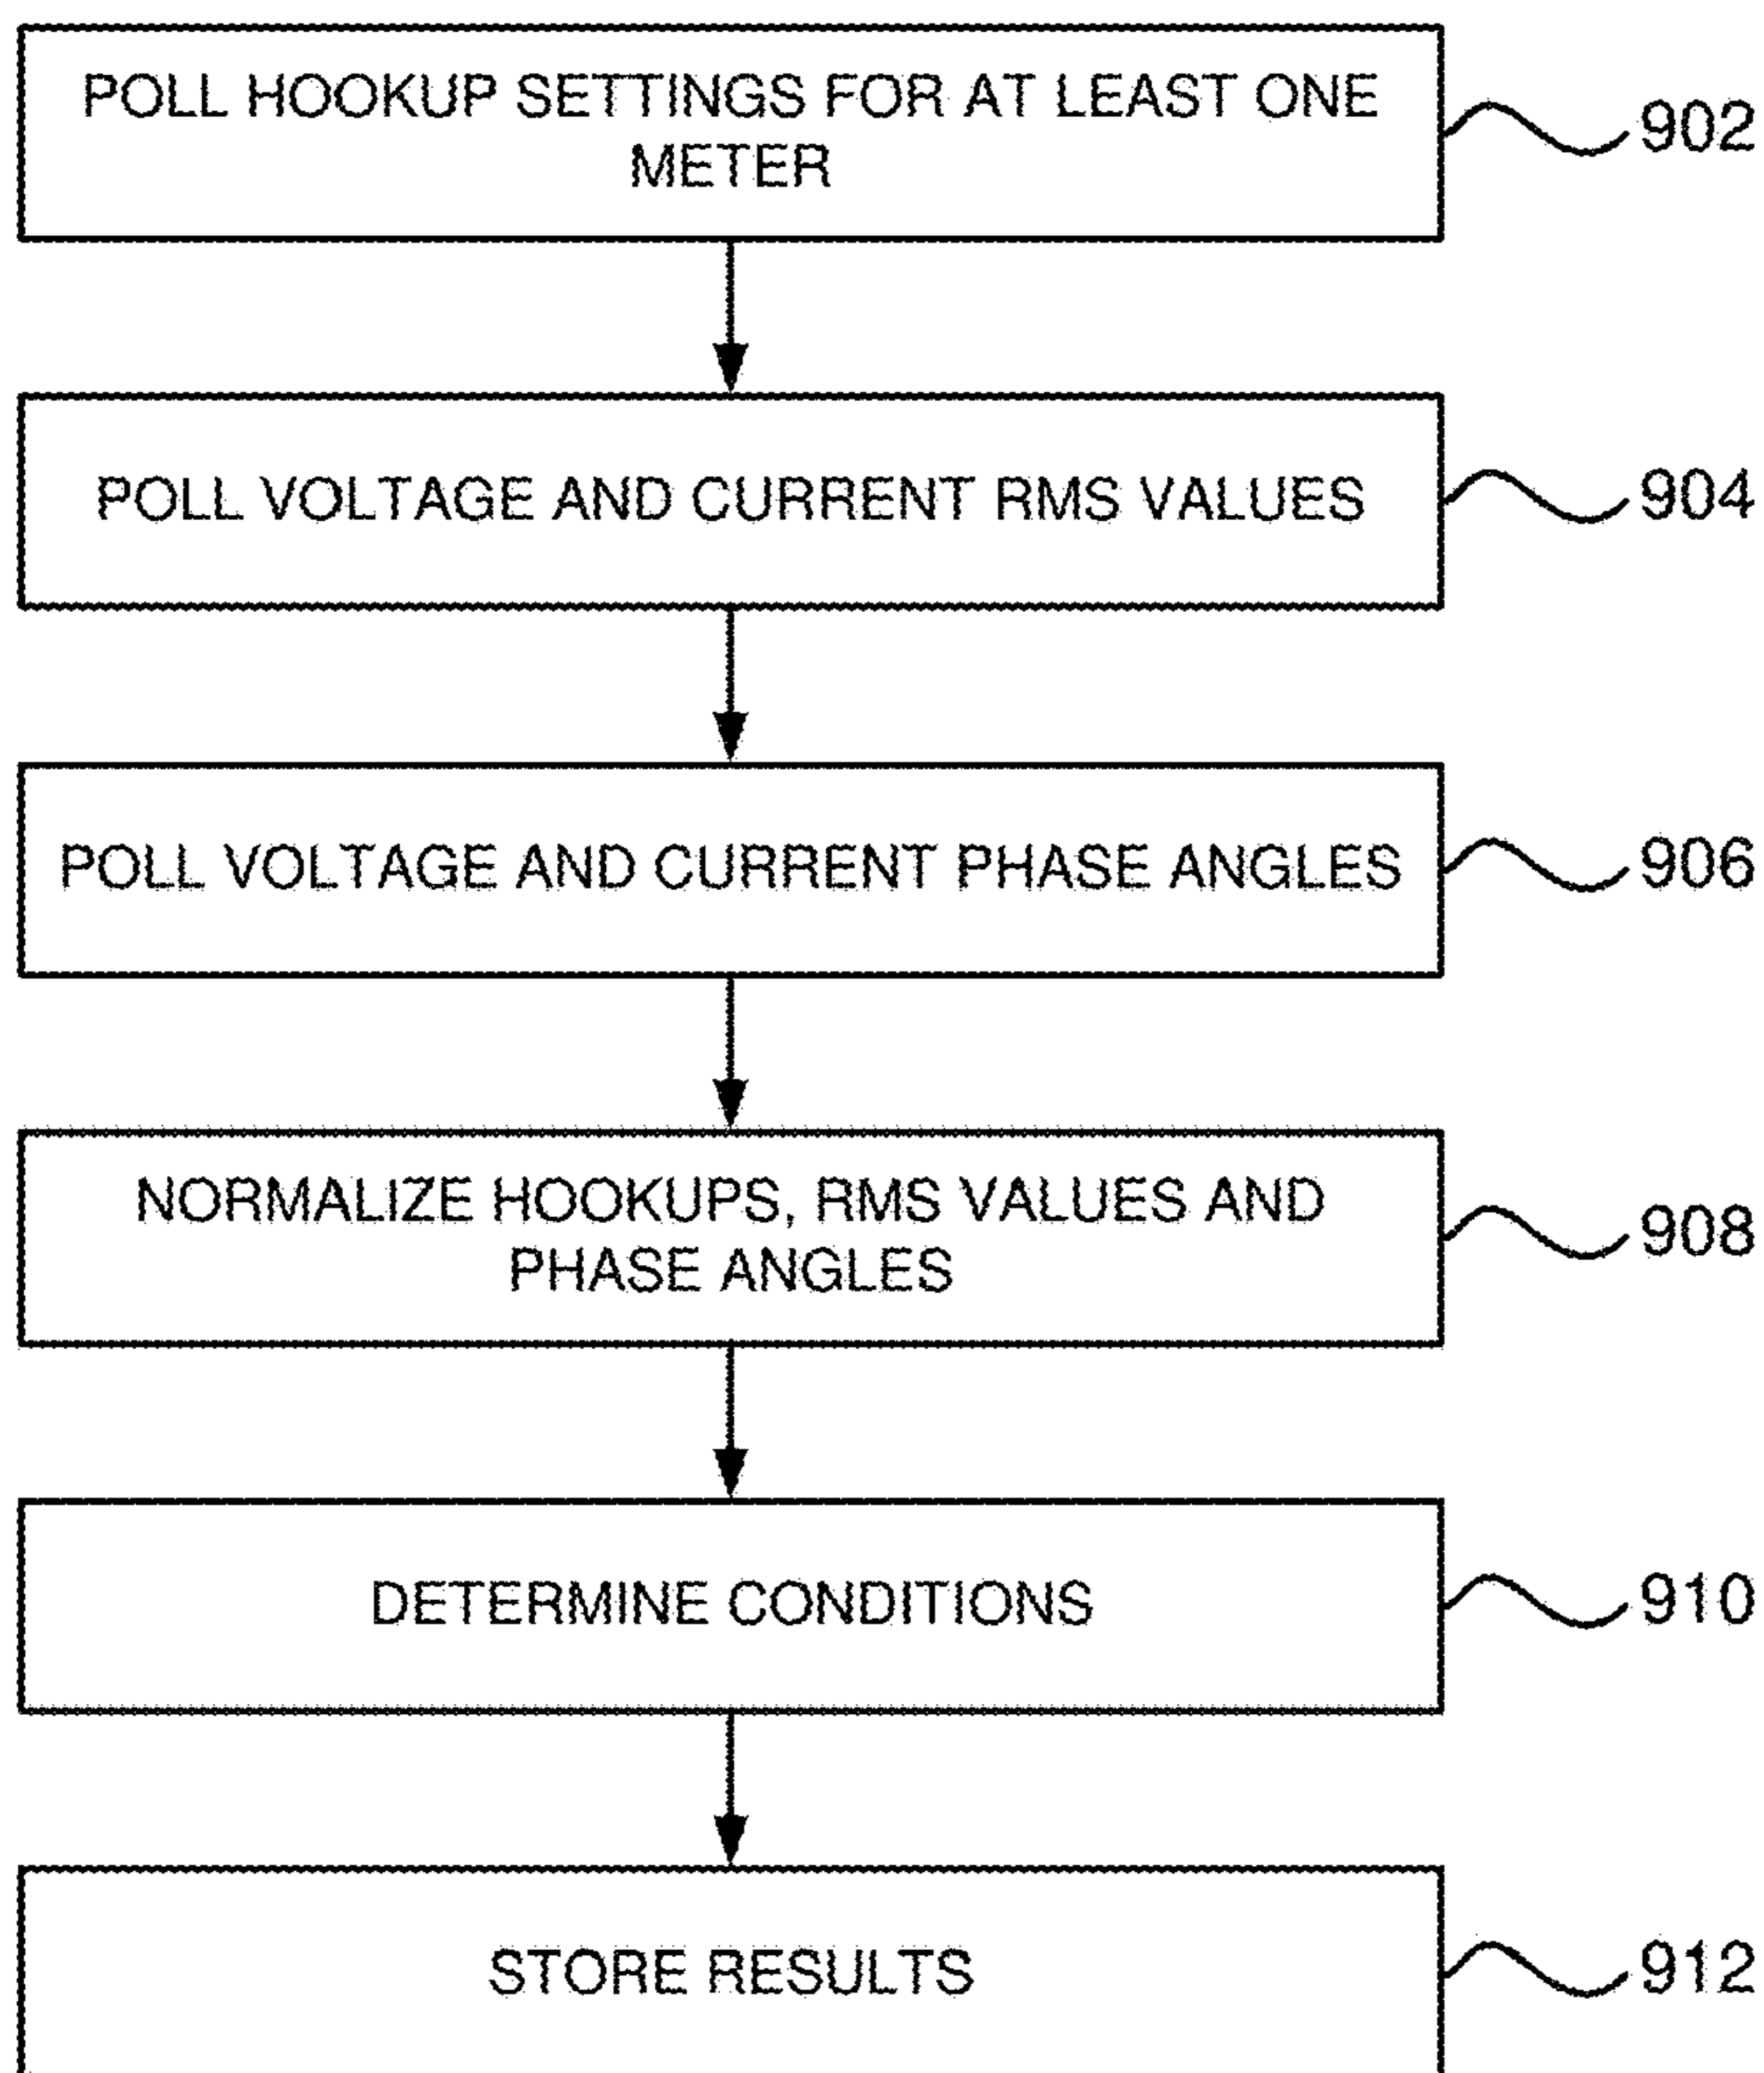 POLL HOOKUP SETTINGS FOR AT LEAST ONE
METER
902
POLL VOLTAGE AND CURRENT RMS VALUES
904
POLL VOLTAGE AND CURRENT PHASE ANGLES
906
NORMALIZE HOOKUPS, RMS VALUES AND
PHASE ANGLES
908
DETERMINE CONDITIONS
910
STORE RESULTS
912